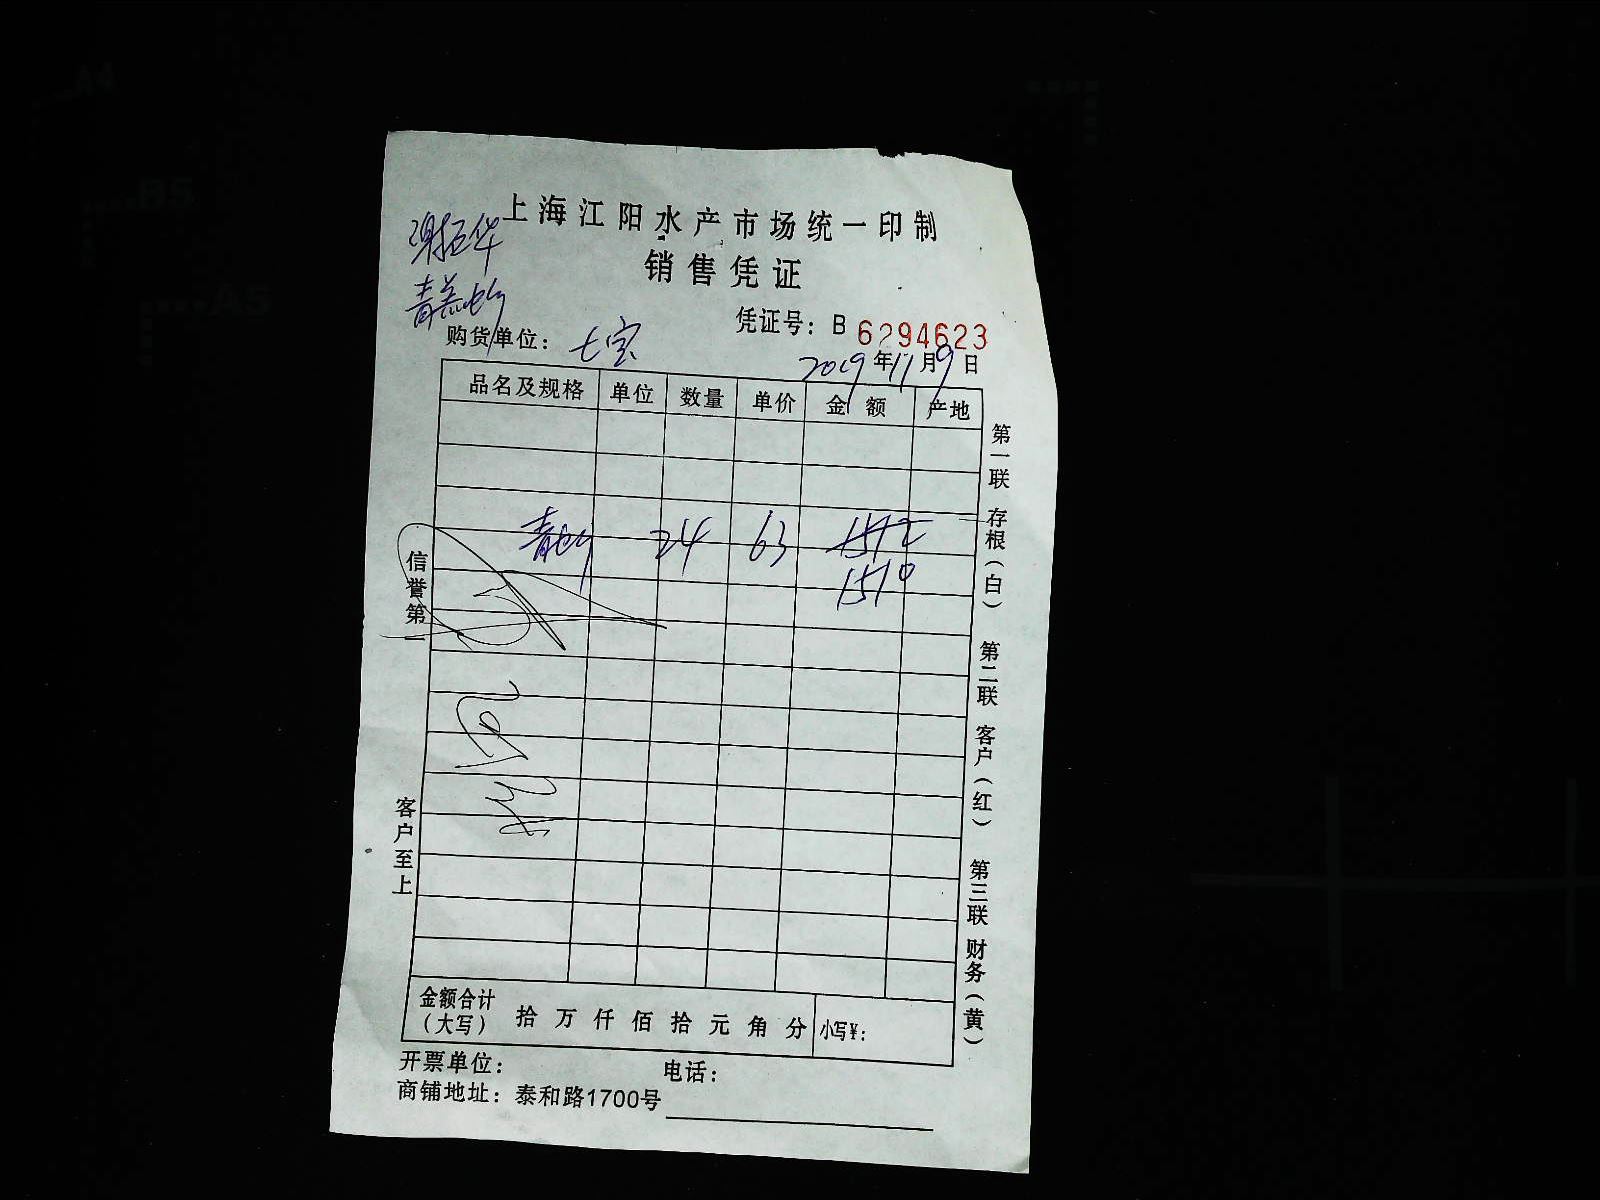 上海江阳水产市场统一印制
销售凭证
凭证号：B 6294623
购货单位：七宝
2019年11月9日
品名及规格 单位 数量 单价 金额 产地
24 63 1512
1510
信誉第一
客户至上
第一联 存根（白） 第二联 客户（红） 第三联 财务（黄）
金额合计（大写） 拾 万 仟 佰 拾 元 角 分 小写¥：
开票单位： 电话：
商铺地址：泰和路1700号